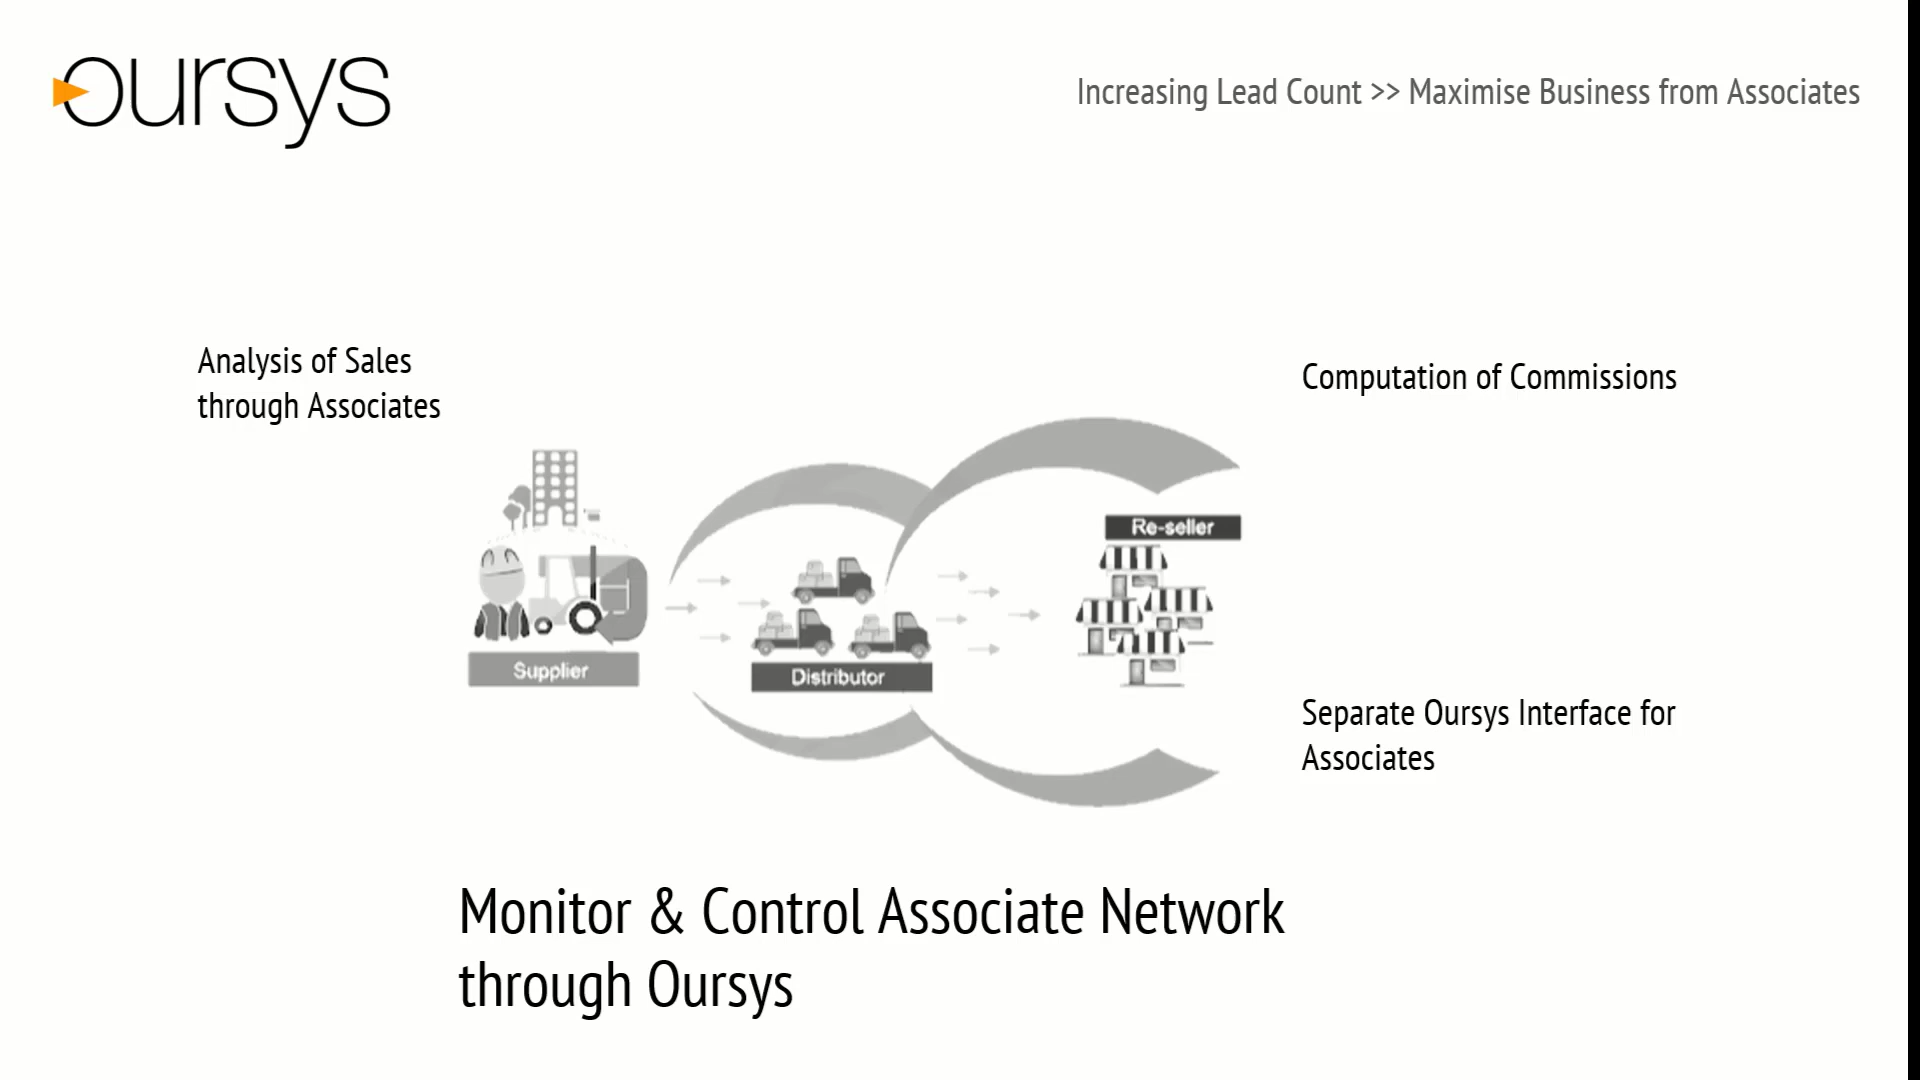 oursys
Increasing Lead Count >> Maximise Business from Associates
Analysis of Sales
through Associates
Computation of Commissions
Re-seller
Supplier
Distributor
Separate Oursys Interface for
Associates
Monitor & Control Associate Network
through Oursys